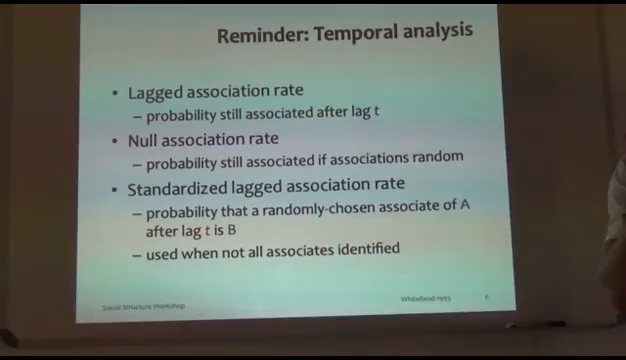 Reminder: Temporal analysis
• Lagged association rate
– probability still associated after lag t
• Null association rate
– probability still associated if associations random
• Standardized lagged association rate
– probability that a randomly-chosen associate of A
after lag t is B
– used when not all associates identified
Social Structure Workshop
Whitehead 1995